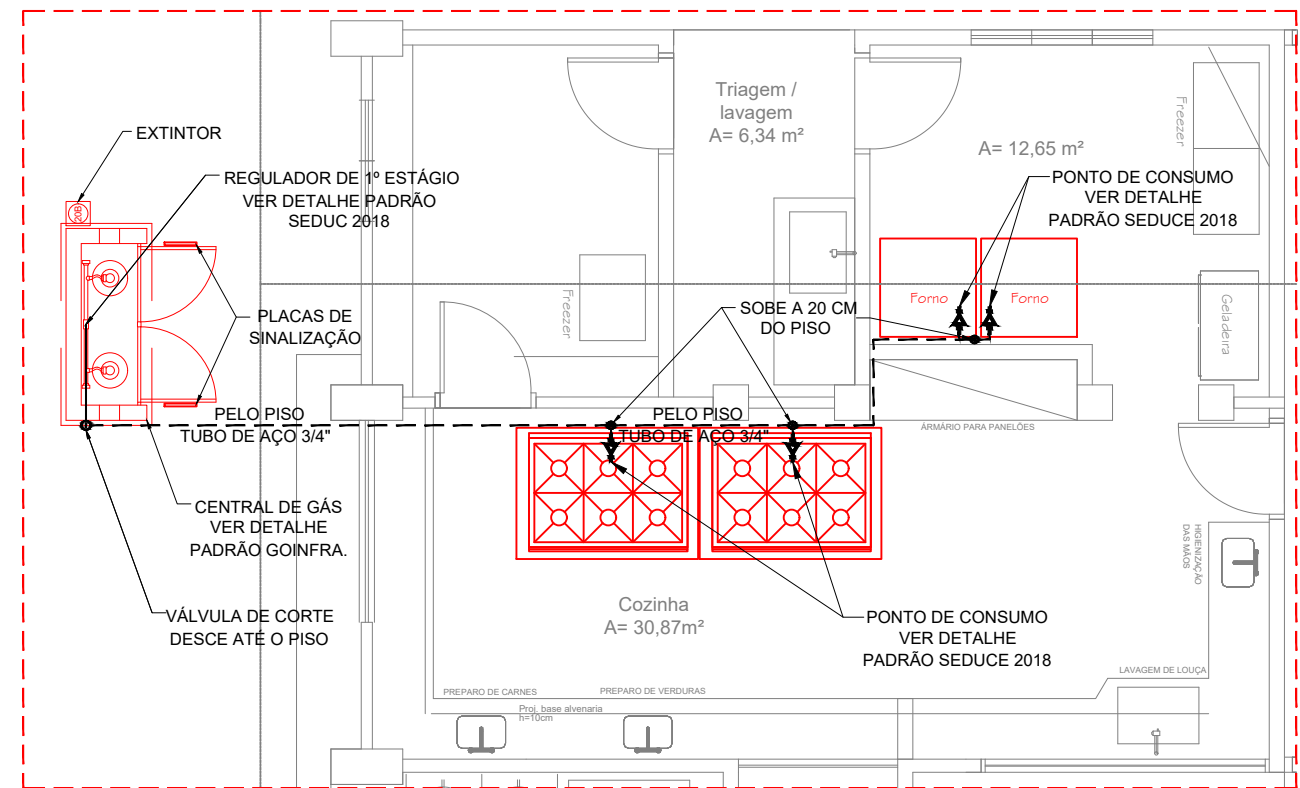 Triagem /
lavagem
A= 6,34 m²
Freezer
EXTINTOR
A= 12,65 m²
REGULADOR DE 1º ESTÁGIO
VER DETALHE PADRÃO
SEDUC 2018
PONTO DE CONSUMO
VER DETALHE
PADRÃO SEDUCE 2018
20B
Freezer
Forno
Forno
Geladeira
PLACAS DE
SINALIZAÇÃO
SOBE A 20 CM
DO PISO
PELO PISO
TUBO DE AÇO 3/4"
PELO PISO
TUBO DE AÇO 3/4"
ÁRMÁRIO PARA PANELÕES
CENTRAL DE GÁS
VER DETALHE
PADRÃO GOINFRA.
HIGIENIZAÇÃO
DAS MÃOS
VÁLVULA DE CORTE
DESCE ATÉ O PISO
Cozinha
A= 30,87m²
PONTO DE CONSUMO
VER DETALHE
PADRÃO SEDUCE 2018
LAVAGEM DE LOUÇA
PREPARO DE CARNES
PREPARO DE VERDURAS
Proj. base alvenaria
h=10cm